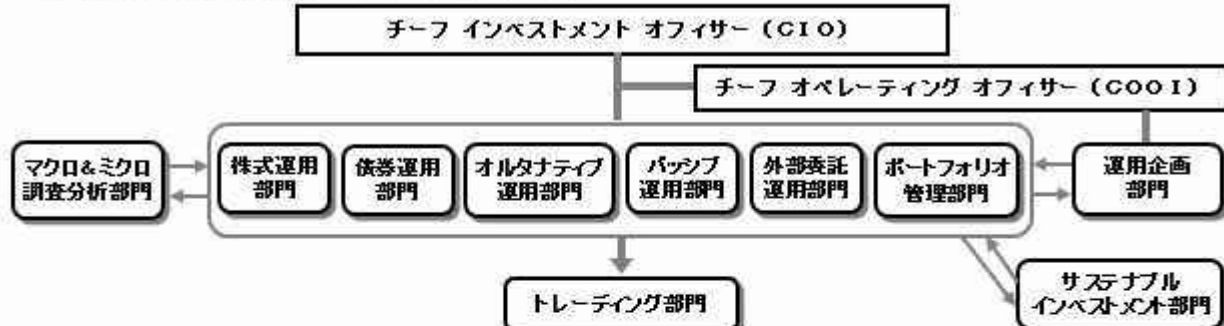 チーフ インベストメント オフィサー (CIO)
チーフ オペレーティング オフィサー (COOI)
マクロ&ミクロ
調査分析部門
株式運用
部門
債券運用
部門
オルタナティブ
運用部門
パッシブ
運用部門
外部委託
運用部門
ポートフォリオ
管理部門
運用企画
部門
トレーディング部門
サステナブル
インベストメント部門